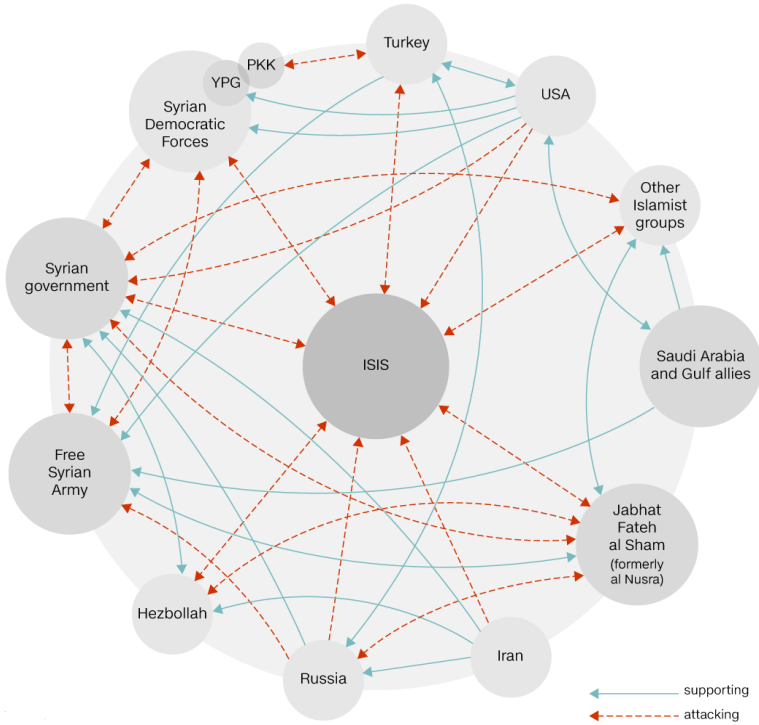 Turkey
PKK
YPG
USA
Syrian
Democratic
Forces
Other
Islamist
groups
Syrian
government
ISIS
Saudi Arabia
and Gulf allies
Free
Syrian
Army
Jabhat
Fateh
al Sham
(formerly
al Nusra)
Hezbollah
Iran
Russia
supporting
attacking